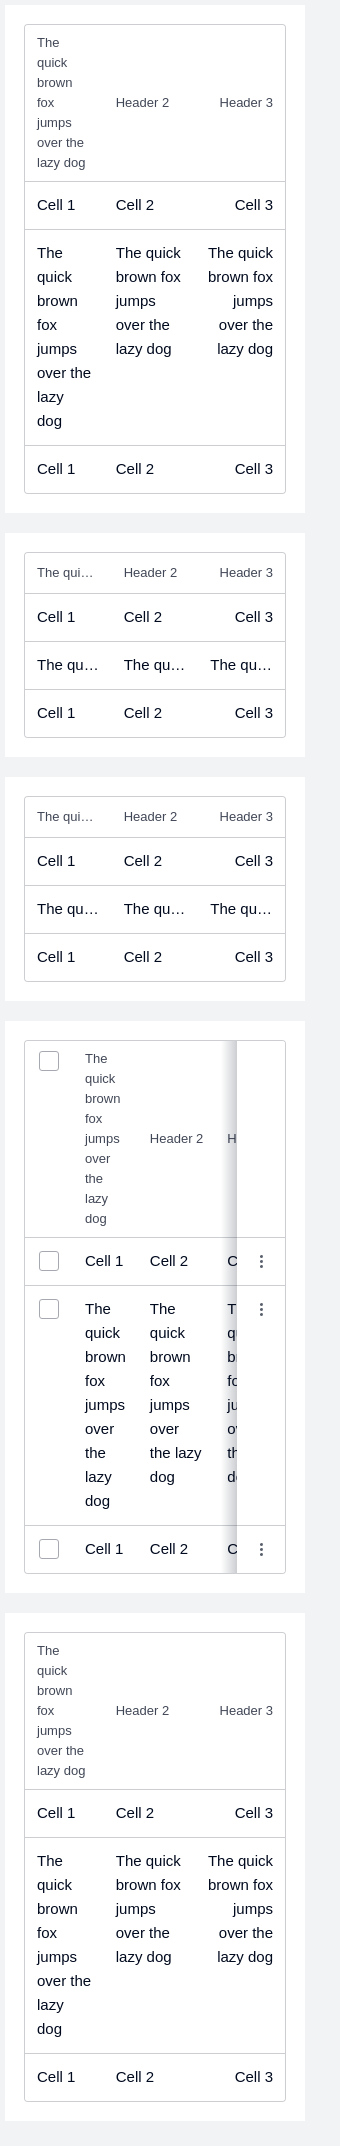 The
quick
brown
fox
jumps
over the
lazy dog
Header 2
Header 3
Cell 1
Cell 2
Cell 3
The
quick
brown
fox
jumps
over the
lazy
dog
The quick
brown fox
jumps
over the
lazy dog
The quick
brown fox
jumps
over the
lazy dog
Cell 1
Cell 2
Cell 3
The qui…
Header 2
Header 3
Cell 1
Cell 2
Cell 3
The qu…
The qu…
The qu…
Cell 1
Cell 2
Cell 3
The qui…
Header 2
Header 3
Cell 1
Cell 2
Cell 3
The qu…
The qu…
The qu…
Cell 1
Cell 2
Cell 3
The
quick
brown
fox
jumps
over
the
lazy
dog
Header 2
H
Cell 1
Cell 2
C
The
quick
brown
fox
jumps
over
the
lazy
dog
The
quick
brown
fox
jumps
over
the lazy
dog
Cell 1
Cell 2
C
The
quick
brown
fox
jumps
over the
lazy dog
Header 2
Header 3
Cell 1
Cell 2
Cell 3
The
quick
brown
fox
jumps
over the
lazy
dog
The quick
brown fox
jumps
over the
lazy dog
The quick
brown fox
jumps
over the
lazy dog
Cell 1
Cell 2
Cell 3